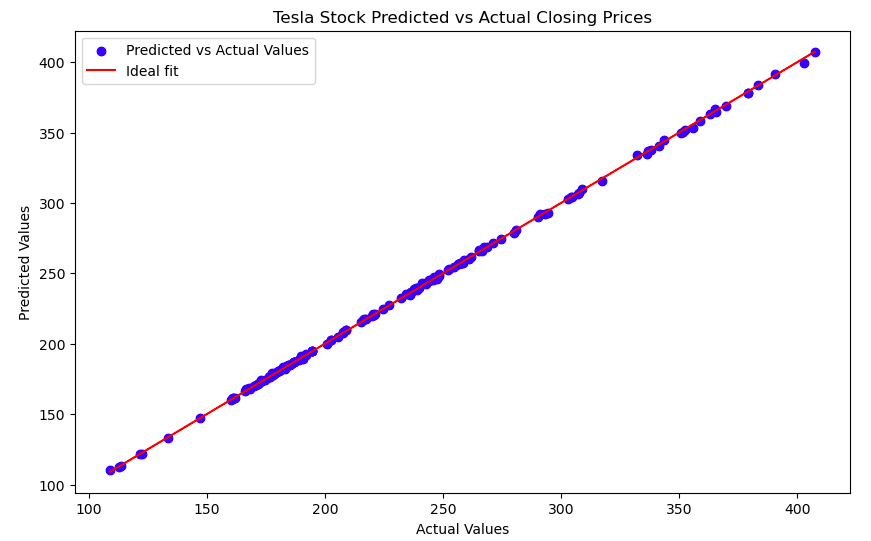 Tesla Stock Predicted vs Actual Closing Prices
Predicted vs Actual Values
Ideal fit
400
350
300
250
200
150
100
Predicted Values
100 150 200 250 300 350 400
Actual Values